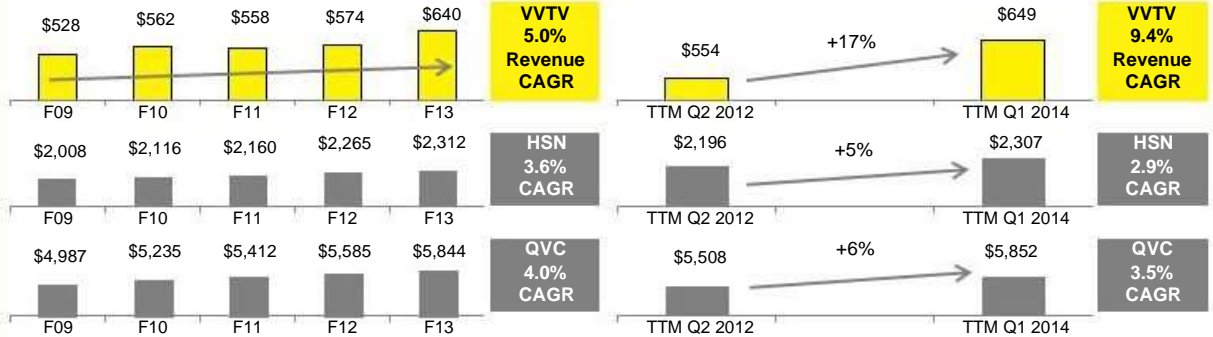 $528 $562 $558 $574 $640
VVTV
5.0%
Revenue
CAGR
F09 F10 F11 F12 F13
$554 +17% $649
VVTV
9.4%
Revenue
CAGR
TTM Q2 2012 TTM Q1 2014
$2,008 $2,116 $2,160 $2,265 $2,312
HSN
3.6%
CAGR
F09 F10 F11 F12 F13
$2,196 +5% $2,307
HSN
2.9%
CAGR
TTM Q2 2012 TTM Q1 2014
$4,987 $5,235 $5,412 $5,585 $5,844
QVC
4.0%
CAGR
F09 F10 F11 F12 F13
$5,508 +6% $5,852
QVC
3.5%
CAGR
TTM Q2 2012 TTM Q1 2014